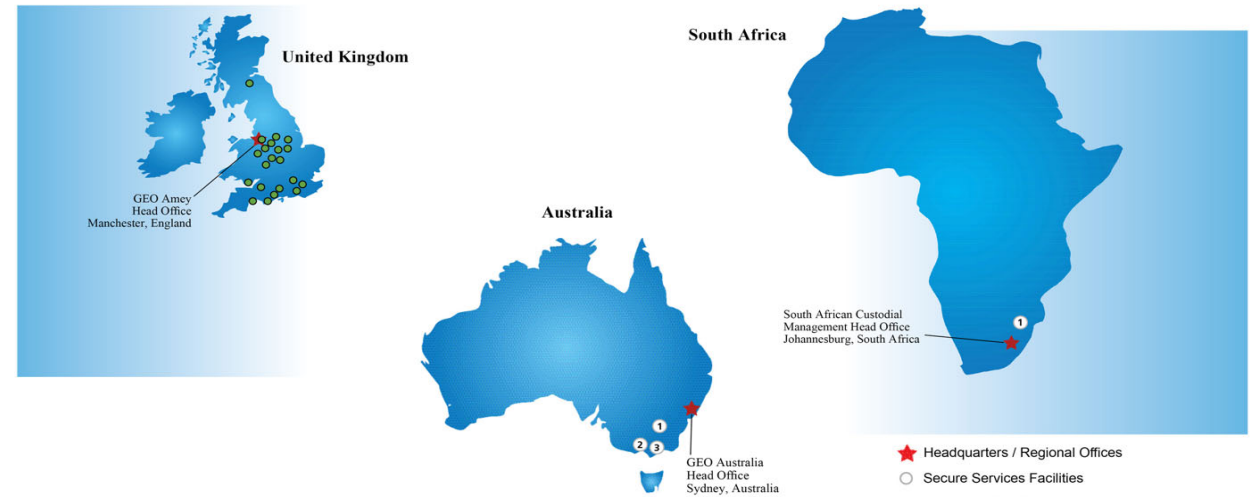 United Kingdom
GEO Amey
Head Office
Manchester, England
Australia
1
2
3
GEO Australia
Head Office
Sydney, Australia
South Africa
1
South African Custodial
Management Head Office
Johannesburg, South Africa
Headquarters / Regional Offices
Secure Services Facilities